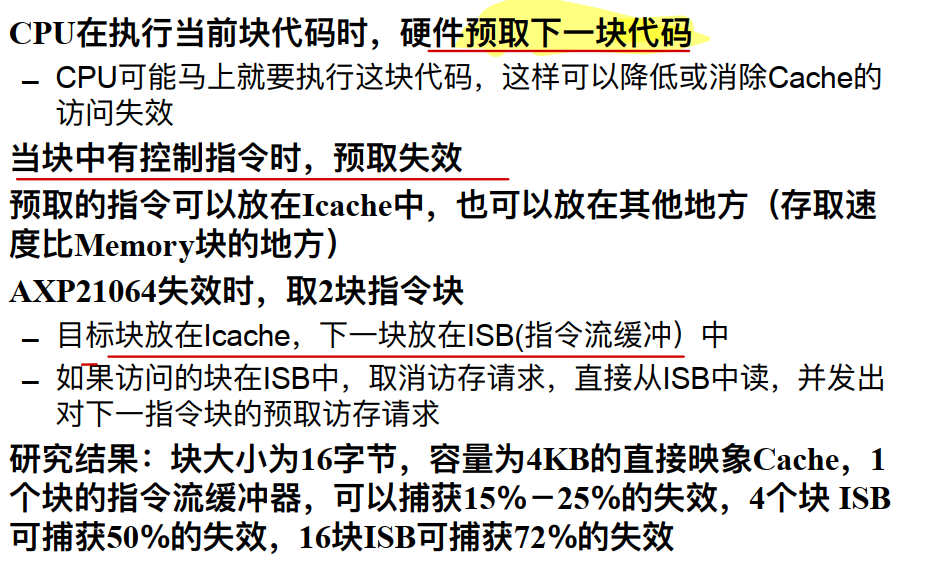 CPU在执行当前块代码时，硬件预取下一块代码
– CPU可能马上就要执行这块代码，这样可以降低或消除Cache的
访问失效
当块中有控制指令时，预取失效
预取的指令可以放在Icache中，也可以放在其他地方（存取速
度比Memory块的地方）
AXP21064失效时，取2块指令块
– 目标块放在Icache，下一块放在ISB(指令流缓冲）中
– 如果访问的块在ISB中，取消访存请求，直接从ISB中读，并发出
对下一指令块的预取访存请求
研究结果：块大小为16字节，容量为4KB的直接映象Cache，1
个块的指令流缓冲器，可以捕获15%－25%的失效，4个块 ISB
可捕获50%的失效，16块ISB可捕获72%的失效